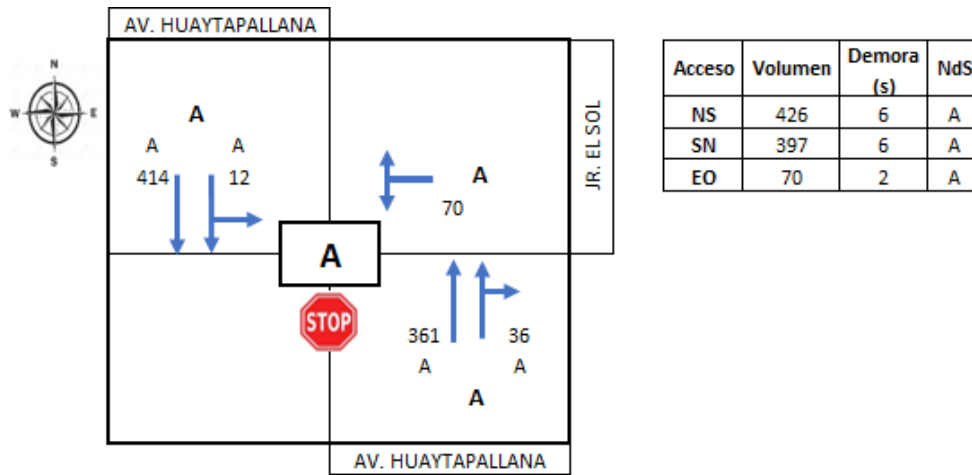 AV. HUAYTAPALLANA
N
W E
S
A
A A
414 12
A
70
JR. EL SOL
A
STOP
361 36
A A
A
AV. HUAYTAPALLANA
Acceso Volumen Demora (s) NdS
NS 426 6 A
SN 397 6 A
EO 70 2 A